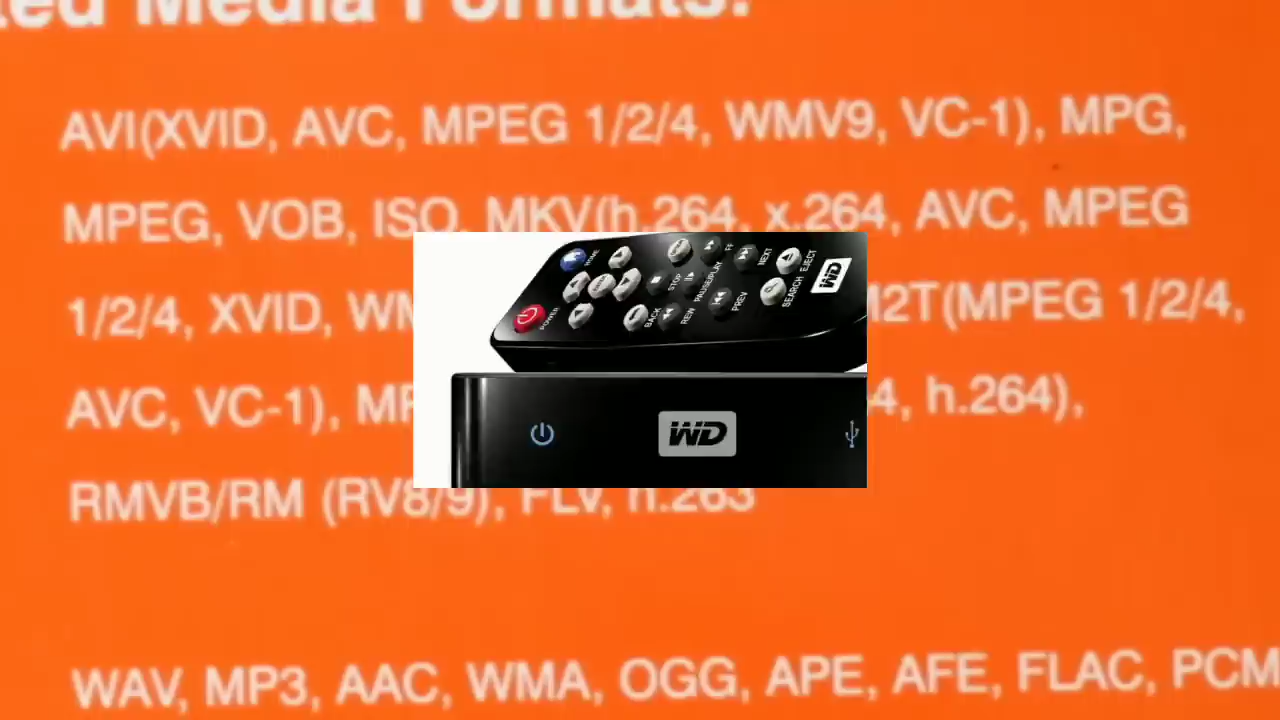 ted Media Formats:
AVI(XVID, AVC, MPEG 1/2/4, WMV9, VC-1), MPG,
MPEG, VOB, ISO, MKV(h.264, x.264, AVC, MPEG
1/2/4, XVID, WM M2T(MPEG 1/2/4,
AVC, VC-1), MP 4, h.264),
RMVB/RM (RV8/9), FLV, h.263
WAV, MP3, AAC, WMA, OGG, APE, AFE, FLAC, PCM
HOME
POWER
STOP
PAUSE/PLAY
FF
NEXT
EJECT
BACK
REW
PREV
SEARCH
WD
WD